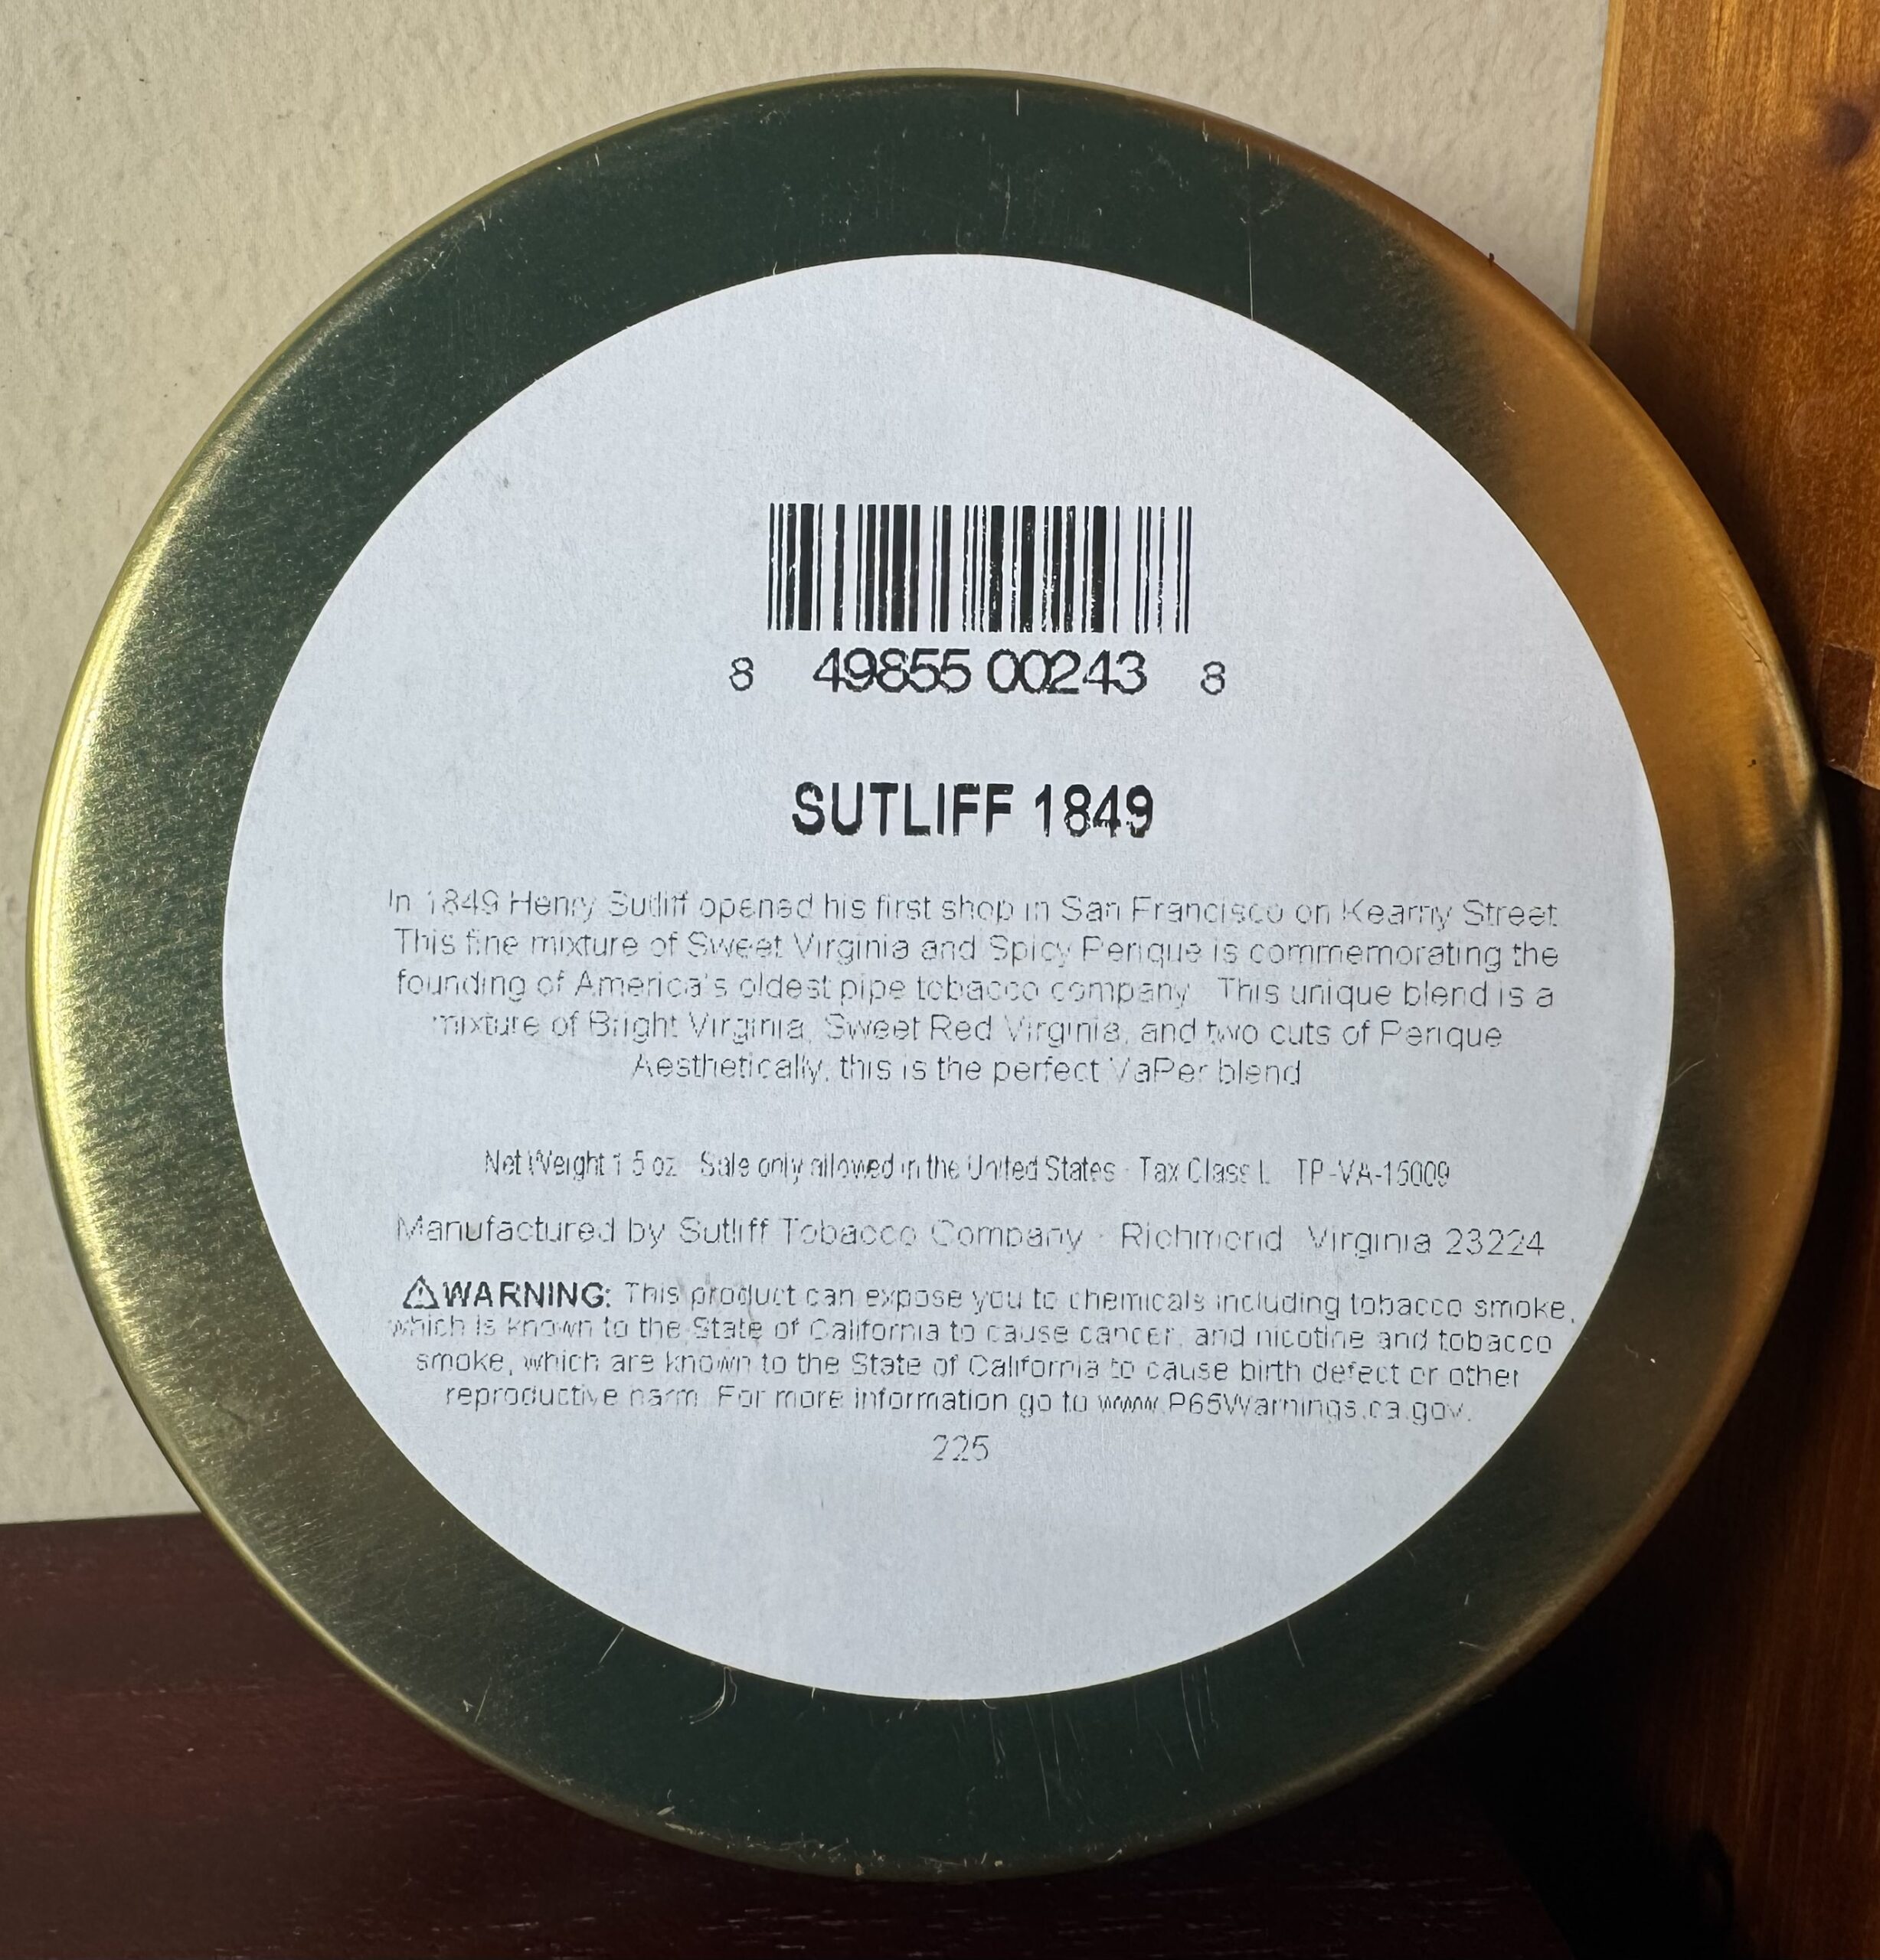 8 49855 00243 8
SUTLIFF 1849
In 1849 Henry Sutliff opened his first shop in San Francisco on Kearny Street
This fine mixture of Sweet Virginia and Spicy Perique is commemorating the
founding of America's oldest pipe tobacco company. This unique blend is a
mixture of Bright Virginia, Sweet Red Virginia, and two cuts of Perique
Aesthetically, this is the perfect VaPer blend
Net Weight 1.5 oz · Sale only allowed in the United States · Tax Class L TP-VA-15009
Manufactured by Sutliff Tobacco Company · Richmond Virginia 23224
⚠WARNING: This product can expose you to chemicals including tobacco smoke,
which is known to the State of California to cause cancer, and nicotine and tobacco
smoke, which are known to the State of California to cause birth defect or other
reproductive harm. For more information go to www.P65Warnings.ca.gov.
225